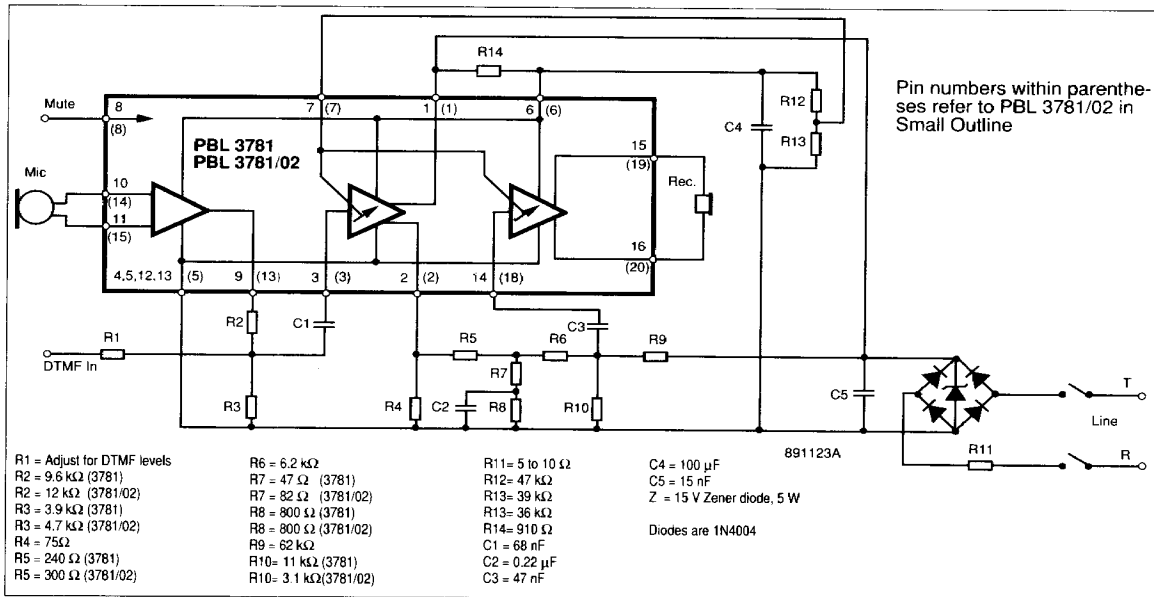 Pin numbers within parenthe-
ses refer to PBL 3781/02 in
Small Outline
R14
Mute
8
(8)
7
(7)
1
(1)
6
(6)
R12
C4
R13
PBL 3781
PBL 3781/02
15
(19)
Mic
10
(14)
11
(15)
Rec.
16
(20)
4,5,12,13
(5)
9
(13)
3
(3)
2
(2)
14
(18)
R2
C1
C3
R1
R5
R6
R9
DTMF In
R7
T
C5
R3
R4
C2
R8
R10
Line
R11
R
891123A
R1 = Adjust for DTMF levels
R2 = 9.6 kΩ (3781)
R2 = 12 kΩ (3781/02)
R3 = 3.9 kΩ (3781)
R3 = 4.7 kΩ (3781/02)
R4 = 75Ω
R5 = 240 Ω (3781)
R5 = 300 Ω (3781/02)
R6 = 6.2 kΩ
R7 = 47 Ω (3781)
R7 = 82 Ω (3781/02)
R8 = 800 Ω (3781)
R8 = 800 Ω (3781/02)
R9 = 62 kΩ
R10= 11 kΩ (3781)
R10= 3.1 kΩ(3781/02)
R11= 5 to 10 Ω
R12= 47 kΩ
R13= 39 kΩ
R13= 36 kΩ
R14= 910 Ω
C1 = 68 nF
C2 = 0.22 µF
C3 = 47 nF
C4 = 100 µF
C5 = 15 nF
Z = 15 V Zener diode, 5 W
Diodes are 1N4004